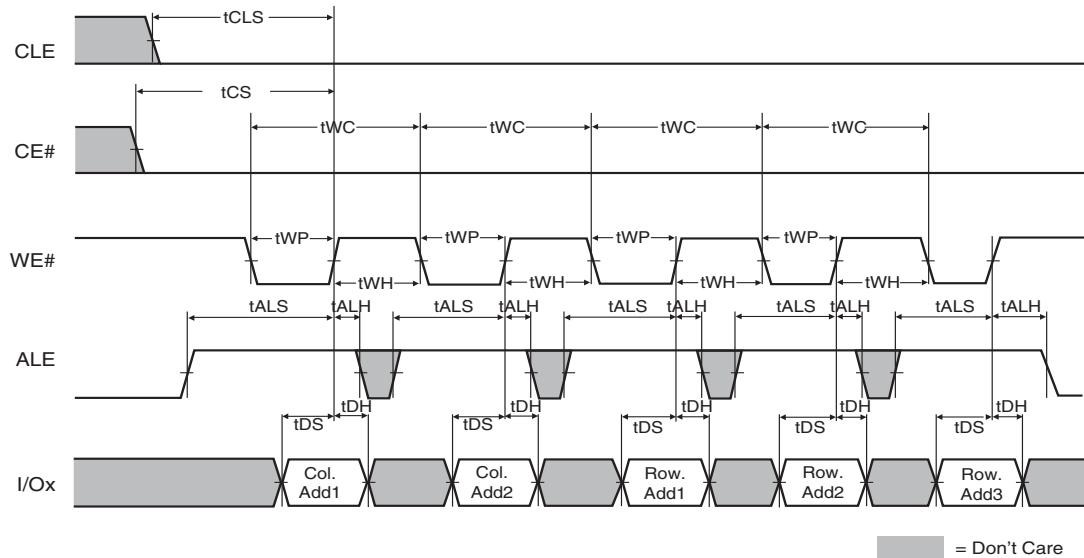 tCLS
CLE
tCS
tWC tWC tWC tWC
CE#
tWP tWP tWP tWP
WE#
tWH tWH tWH tWH
tALS tALH tALS tALH tALS tALH tALS tALH tALS tALH
ALE
tDH tDH tDH tDH tDH
tDS tDS tDS tDS tDS
I/Ox
Col. Add1
Col. Add2
Row. Add1
Row. Add2
Row. Add3
= Don't Care